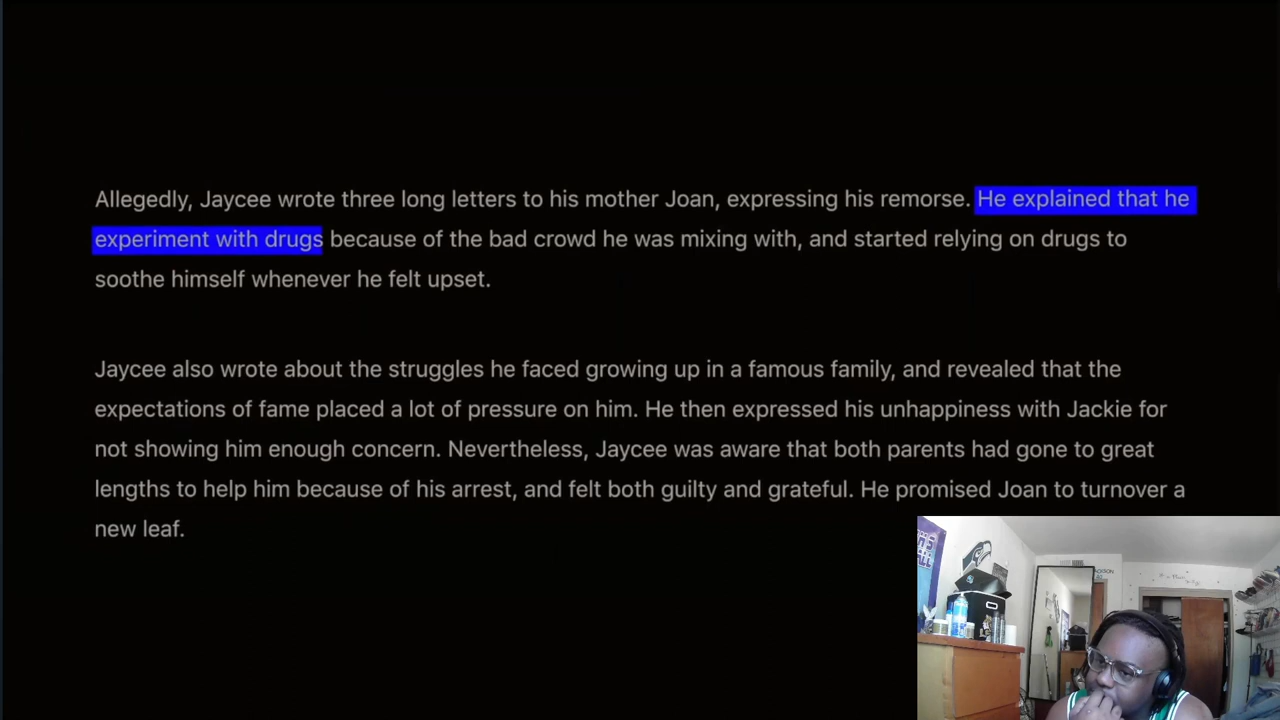 Allegedly, Jaycee wrote three long letters to his mother Joan, expressing his remorse. He explained that he
experiment with drugs because of the bad crowd he was mixing with, and started relying on drugs to
soothe himself whenever he felt upset.
Jaycee also wrote about the struggles he faced growing up in a famous family, and revealed that the
expectations of fame placed a lot of pressure on him. He then expressed his unhappiness with Jackie for
not showing him enough concern. Nevertheless, Jaycee was aware that both parents had gone to great
lengths to help him because of his arrest, and felt both guilty and grateful. He promised Joan to turnover a
new leaf.